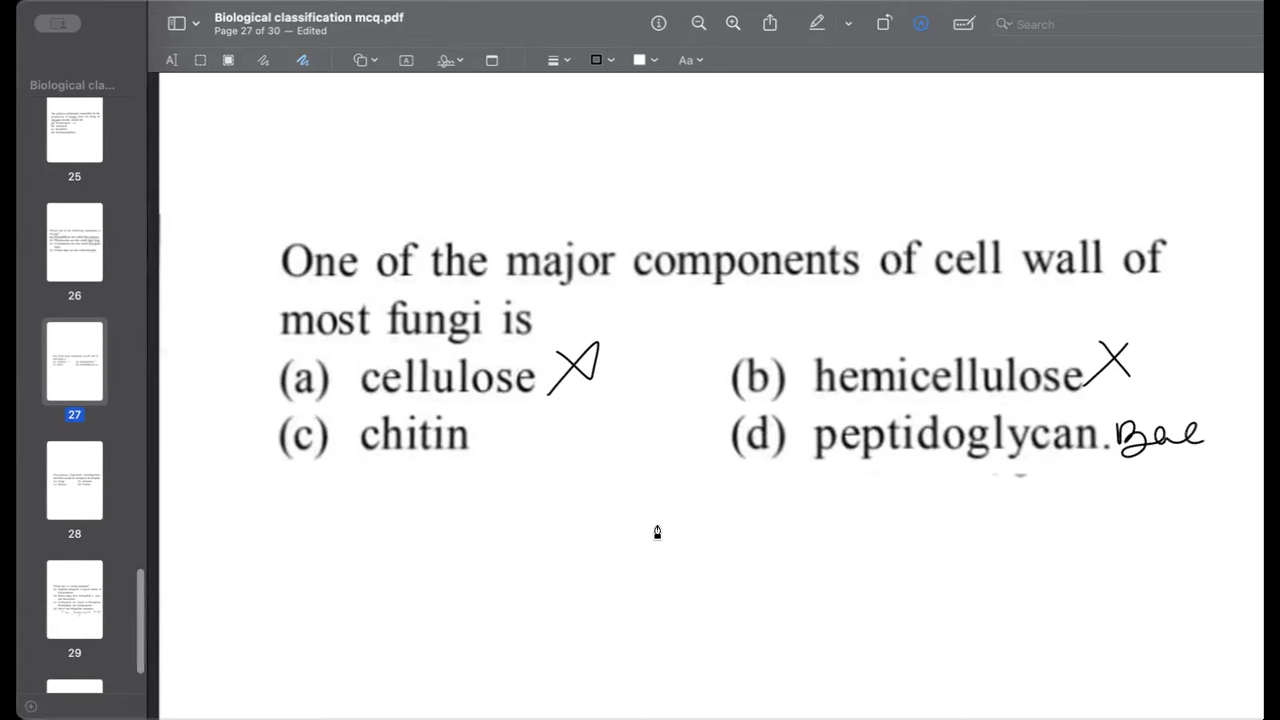 Biological classification mcq.pdf
Page 27 of 30 — Edited
Search
Aa
Biological cla...
25
26
27
28
29
One of the major components of cell wall of
most fungi is
(a) cellulose (b) hemicellulose
(c) chitin (d) peptidoglycan. Bac